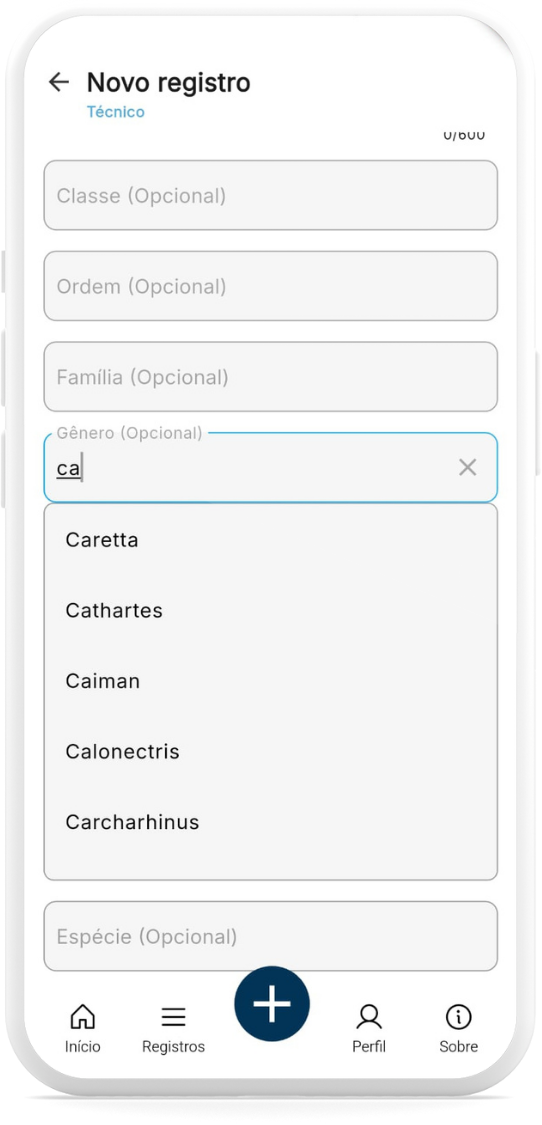 Novo registro
Técnico
0/600
Classe (Opcional)
Ordem (Opcional)
Família (Opcional)
Gênero (Opcional)
ca
Caretta
Cathartes
Caiman
Calonectris
Carcharhinus
Espécie (Opcional)
Início
Registros
Perfil
Sobre